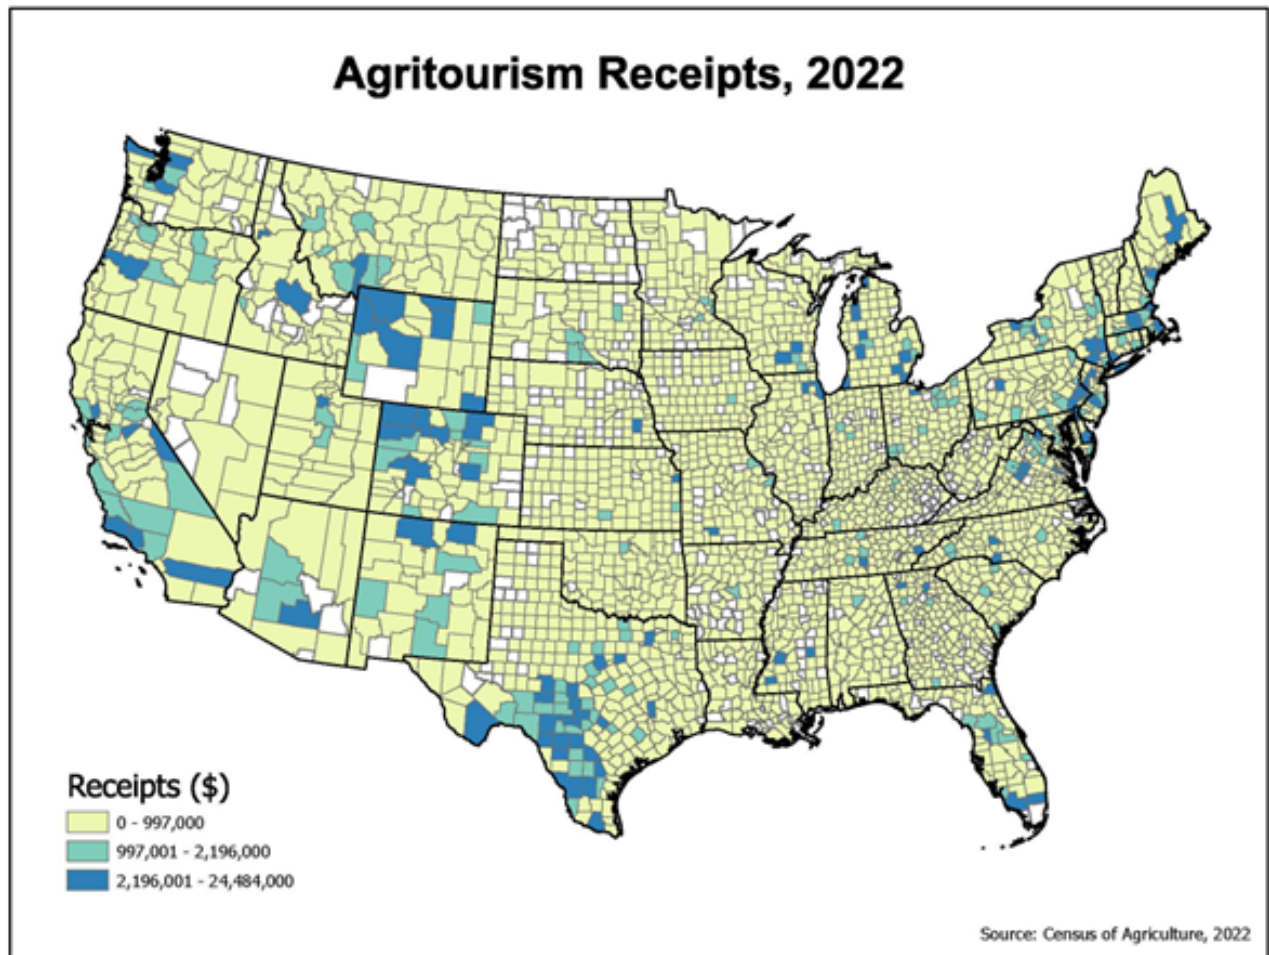 Agritourism Receipts, 2022
Receipts ($)
0 - 997,000
997,001 - 2,196,000
2,196,001 - 24,484,000
Source: Census of Agriculture, 2022